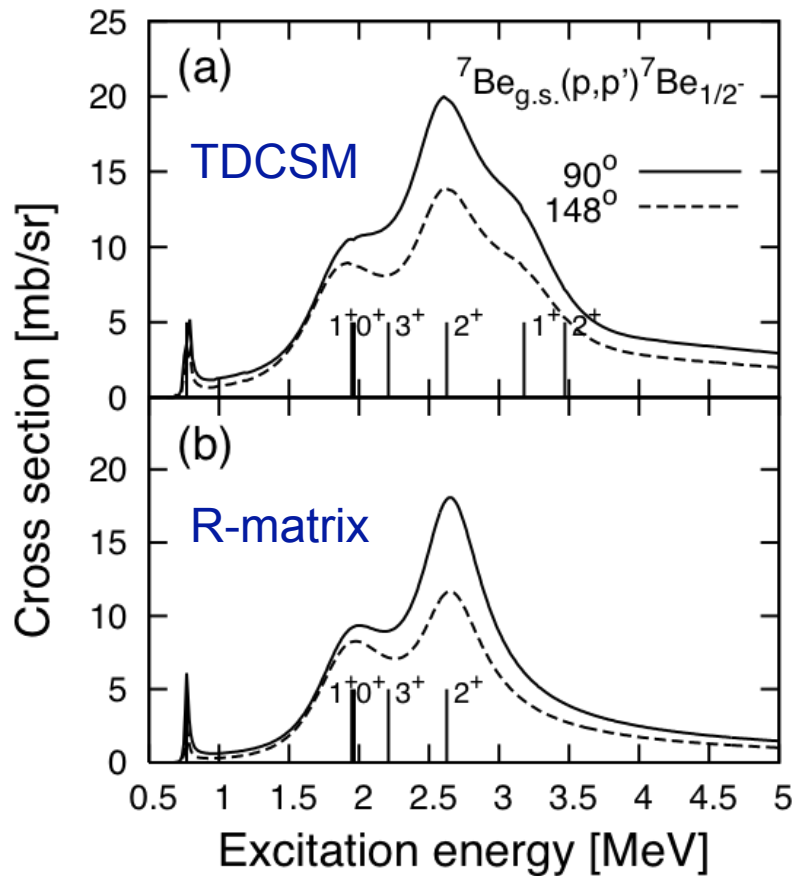 25
(a)
⁷Be_g.s.(p,p')⁷Be_1/2⁻
20
TDCSM
90°
15
148°
10
5
1⁺0⁺ 3⁺ 2⁺ 1⁺ 2⁺
0
(b)
20
R-matrix
15
10
5
1⁺0⁺ 3⁺ 2⁺
0
0.5 1 1.5 2 2.5 3 3.5 4 4.5 5
Excitation energy [MeV]
Cross section [mb/sr]